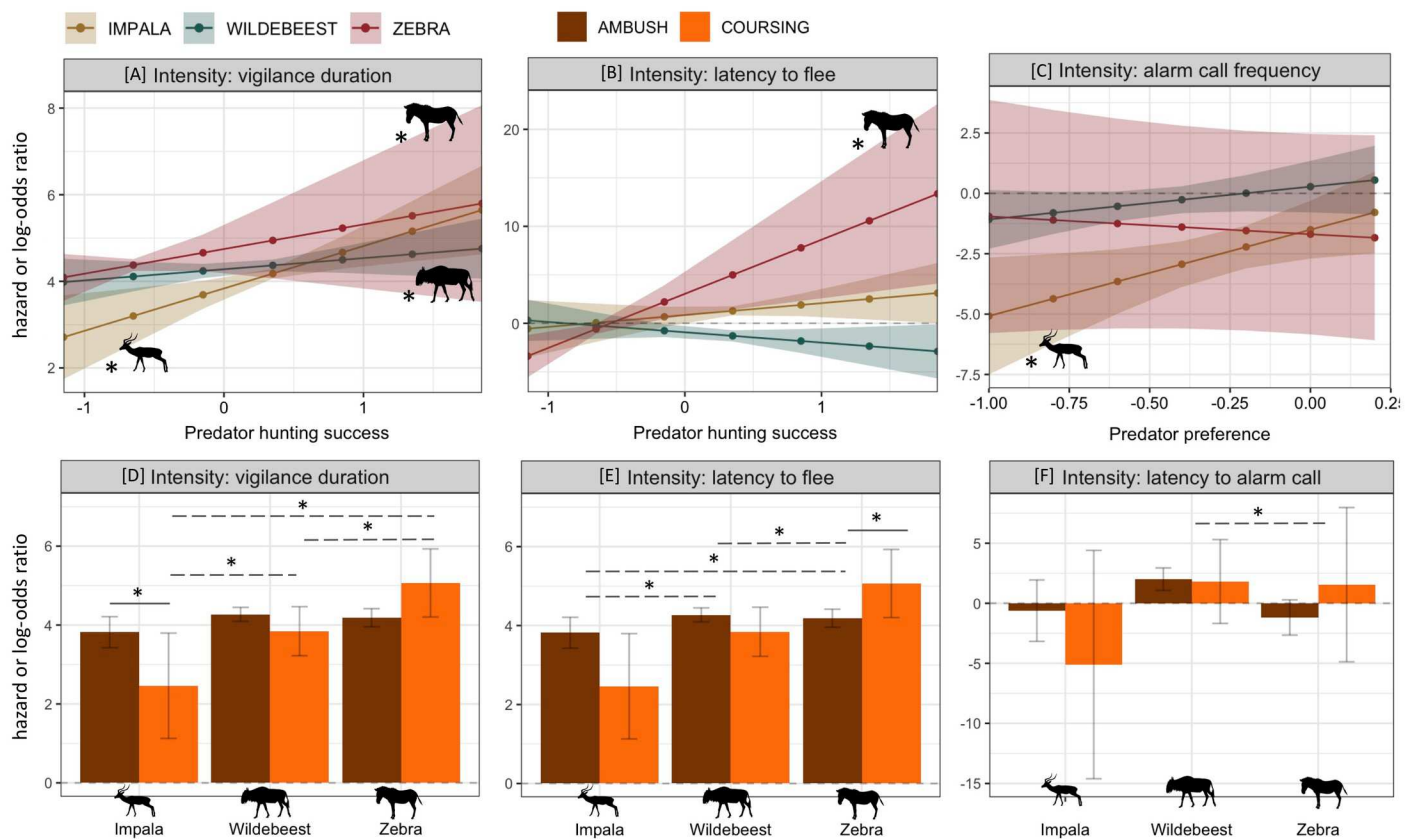 IMPALA WILDEBEEST ZEBRA AMBUSH COURSING
[A] Intensity: vigilance duration
[B] Intensity: latency to flee
[C] Intensity: alarm call frequency
hazard or log-odds ratio
8
6
4
2
*
*
*
-1 0 1
Predator hunting success
20
10
0
*
-1 0 1
Predator hunting success
2.5
0.0
-2.5
-5.0
-7.5
*
-1.00 -0.75 -0.50 -0.25 0.00
Predator preference
[D] Intensity: vigilance duration
[E] Intensity: latency to flee
[F] Intensity: latency to alarm call
hazard or log-odds ratio
6
4
2
0
*
*
*
*
Impala Wildebeest Zebra
6
4
2
0
*
*
*
*
Impala Wildebeest Zebra
5
0
-5
-10
-15
*
Impala Wildebeest Zebra